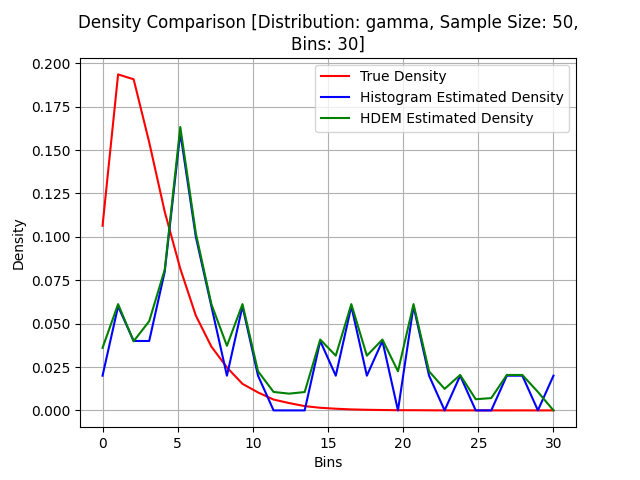 Density Comparison [Distribution: gamma, Sample Size: 50,
Bins: 30]
True Density
Histogram Estimated Density
HDEM Estimated Density
Density
0.200
0.175
0.150
0.125
0.100
0.075
0.050
0.025
0.000
0 5 10 15 20 25 30
Bins